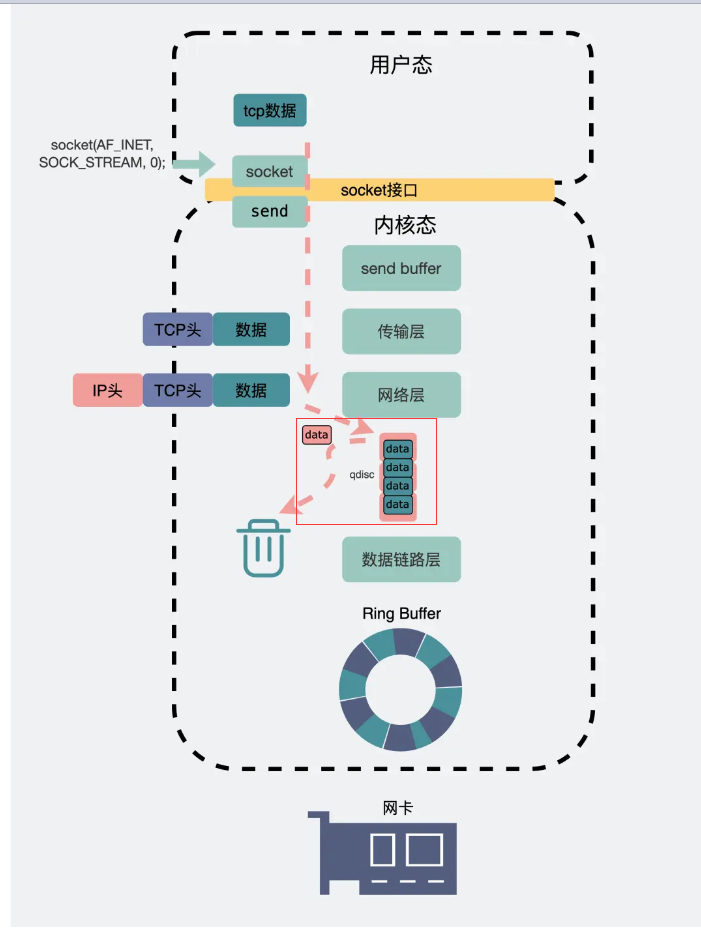 用户态
tcp数据
socket(AF_INET,
SOCK_STREAM, 0);
socket
socket接口
send
内核态
send buffer
TCP头
数据
传输层
IP头
TCP头
数据
网络层
data
qdisc
data
data
data
data
数据链路层
Ring Buffer
网卡